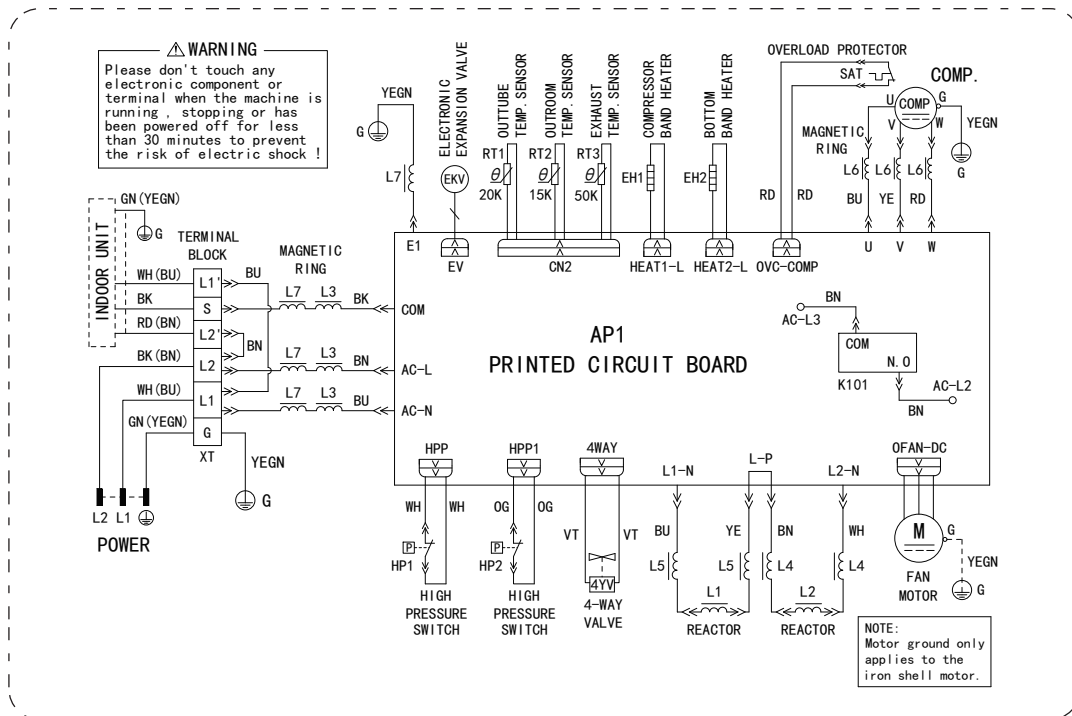 WARNING
Please don't touch any
electronic component or
terminal when the machine is
running , stopping or has
been powered off for less
than 30 minutes to prevent
the risk of electric shock !
YEGN
G
L7
E1
ELECTRONIC
EXPANSION VALVE
EKV
EV
OUTTUBE
TEMP. SENSOR
OUTROOM
TEMP. SENSOR
EXHAUST
TEMP. SENSOR
RT1
RT2
RT3
θ
θ
θ
20K
15K
50K
CN2
COMPRESSOR
BAND HEATER
EH1
HEAT1-L
BOTTOM
BAND HEATER
EH2
HEAT2-L
OVERLOAD PROTECTOR
SAT
RD
RD
OVC-COMP
COMP.
COMP
U
V
W
G
YEGN
G
MAGNETIC
RING
L6
L6
L6
BU
YE
RD
U
V
W
INDOOR UNIT
GN(YEGN)
G
TERMINAL
BLOCK
MAGNETIC
RING
WH(BU)
L1'
BU
BK
S
L7
L3
BK
COM
RD(BN)
L2'
BN
BK(BN)
L2
L7
L3
BN
AC-L
WH(BU)
L1
L7
L3
BU
AC-N
GN(YEGN)
G
XT
YEGN
G
L2
L1
POWER
AP1
PRINTED CIRCUIT BOARD
BN
AC-L3
COM
N.O
K101
AC-L2
BN
HPP
WH
WH
P
HP1
HIGH
PRESSURE
SWITCH
HPP1
OG
OG
P
HP2
HIGH
PRESSURE
SWITCH
4WAY
VT
VT
4YV
4-WAY
VALVE
L1-N
L-P
L2-N
BU
YE
BN
WH
L5
L5
L4
L4
L1
L2
REACTOR
REACTOR
OFAN-DC
M
G
YEGN
G
FAN
MOTOR
NOTE:
Motor ground only
applies to the
iron shell motor.